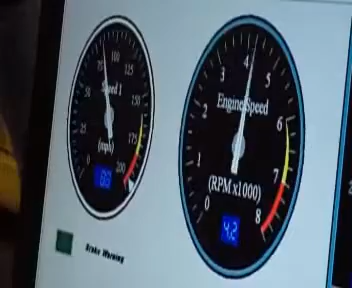 0 25 50 75 100 125 150 175 200
Speed 1
(mph)
0 1 2 3 4 5 6 7 8
Engine Speed
(RPM x1000)
4.2
Brake Warning